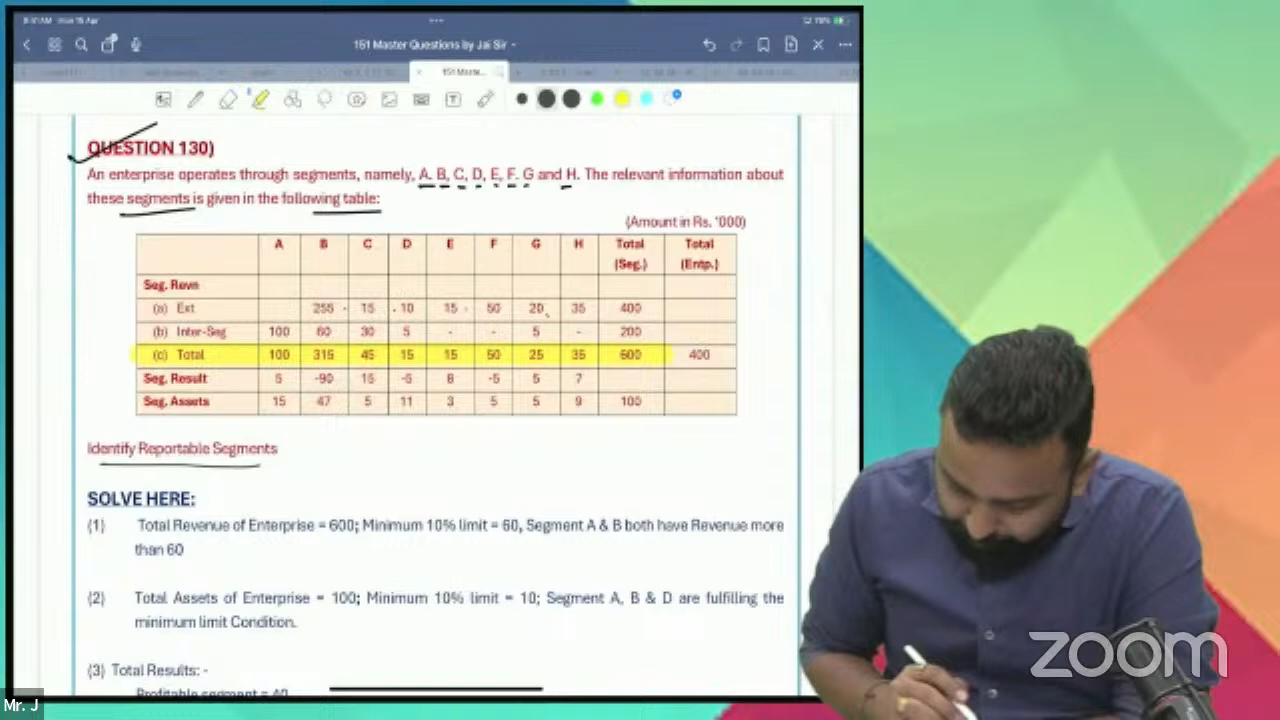 151 Master Questions by Jai Sir
151 Maste...
QUESTION 130)
An enterprise operates through segments, namely, A. B, C, D, E, F. G and H. The relevant information about
these segments is given in the following table:
(Amount in Rs. '000)
A B C D E F G H Total Total
(Seg.) (Entp.)
Seg. Revn
(a) Ext 255 15 10 15 50 20 35 400
(b) Inter-Seg 100 60 30 5 - - 5 - 200
(c) Total 100 315 45 15 15 50 25 35 600 400
Seg. Result 5 -90 15 -5 8 -5 5 7
Seg. Assets 15 47 5 11 3 5 5 9 100
Identify Reportable Segments
SOLVE HERE:
(1) Total Revenue of Enterprise = 600; Minimum 10% limit = 60, Segment A & B both have Revenue more
than 60
(2) Total Assets of Enterprise = 100; Minimum 10% limit = 10; Segment A, B & D are fulfilling the
minimum limit Condition.
(3) Total Results: -
Profitable segment = 40
zoom
Mr. J